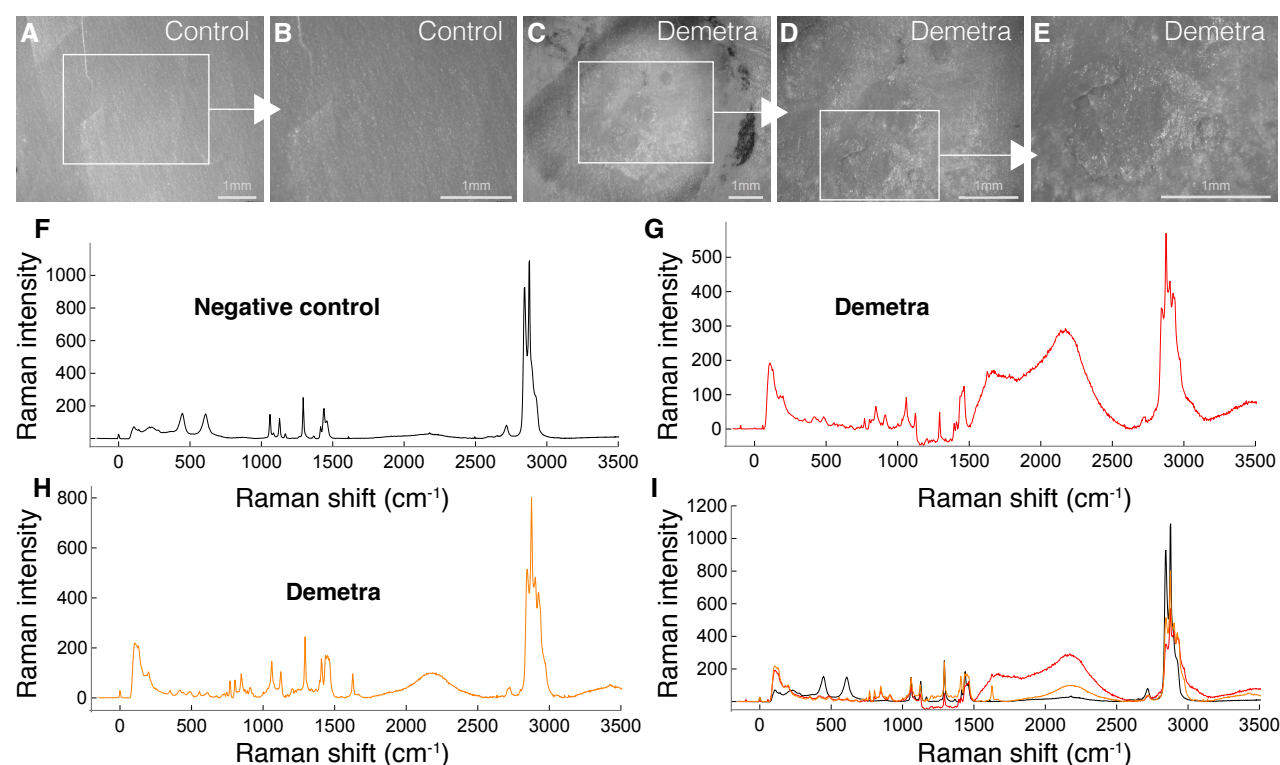 A Control B Control C Demetra D Demetra E Demetra
1mm 1mm 1mm 1mm 1mm
F
Raman intensity
1000
800
600
400
200
Negative control
0 500 1000 1500 2000 2500 3000 3500
Raman shift (cm-1)
G
Raman intensity
500
400
300
200
100
0
Demetra
0 500 1000 1500 2000 2500 3000 3500
Raman shift (cm-1)
H
Raman intensity
800
600
400
200
0
Demetra
0 500 1000 1500 2000 2500 3000 3500
Raman shift (cm-1)
I
Raman intensity
1200
1000
800
600
400
200
0 500 1000 1500 2000 2500 3000 3500
Raman shift (cm-1)